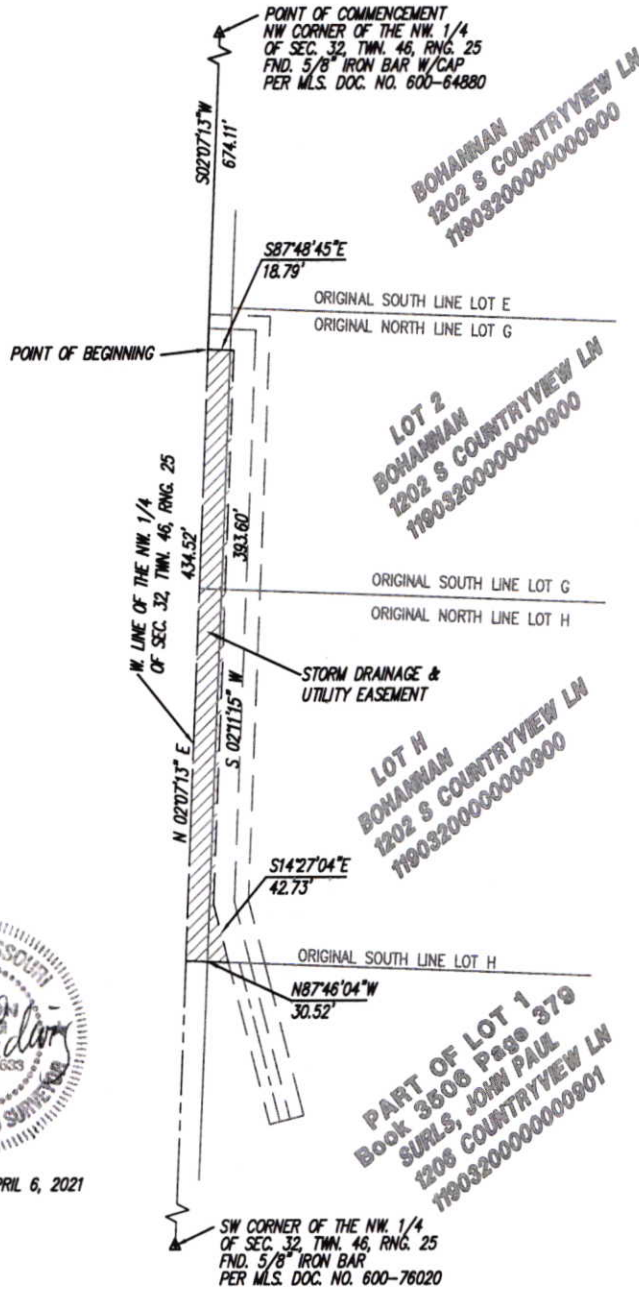 POINT OF COMMENCEMENT
NW CORNER OF THE NW. 1/4
OF SEC. 32, TWN. 46, RNG. 25
FND. 5/8" IRON BAR W/CAP
PER MLS. DOC. NO. 600-64880
S02°07'13"W
674.11'
BOHANNAN
1202 S COUNTRYVIEW LN
11903200000000900
S87°48'45"E
18.79'
ORIGINAL SOUTH LINE LOT E
ORIGINAL NORTH LINE LOT G
POINT OF BEGINNING
LOT 2
BOHANNAN
1202 S COUNTRYVIEW LN
11903200000000900
W. LINE OF THE NW. 1/4
OF SEC. 32, TWN. 46, RNG. 25
434.52'
393.60'
ORIGINAL SOUTH LINE LOT G
ORIGINAL NORTH LINE LOT H
STORM DRAINAGE &
UTILITY EASEMENT
N 02°07'13" E
S 02°11'15" W
LOT H
BOHANNAN
1202 S COUNTRYVIEW LN
11903200000000900
S14°27'04"E
42.73'
ORIGINAL SOUTH LINE LOT H
N87°46'04"W
30.52'
PART OF LOT 1
Book 3506 Page 379
SURLS, JOHN PAUL
1206 COUNTRYVIEW LN
11903200000000901
SURVEYOR
PRIL 6, 2021
SW CORNER OF THE NW. 1/4
OF SEC. 32, TWN. 46, RNG. 25
FND. 5/8" IRON BAR
PER MLS. DOC. NO. 600-76020